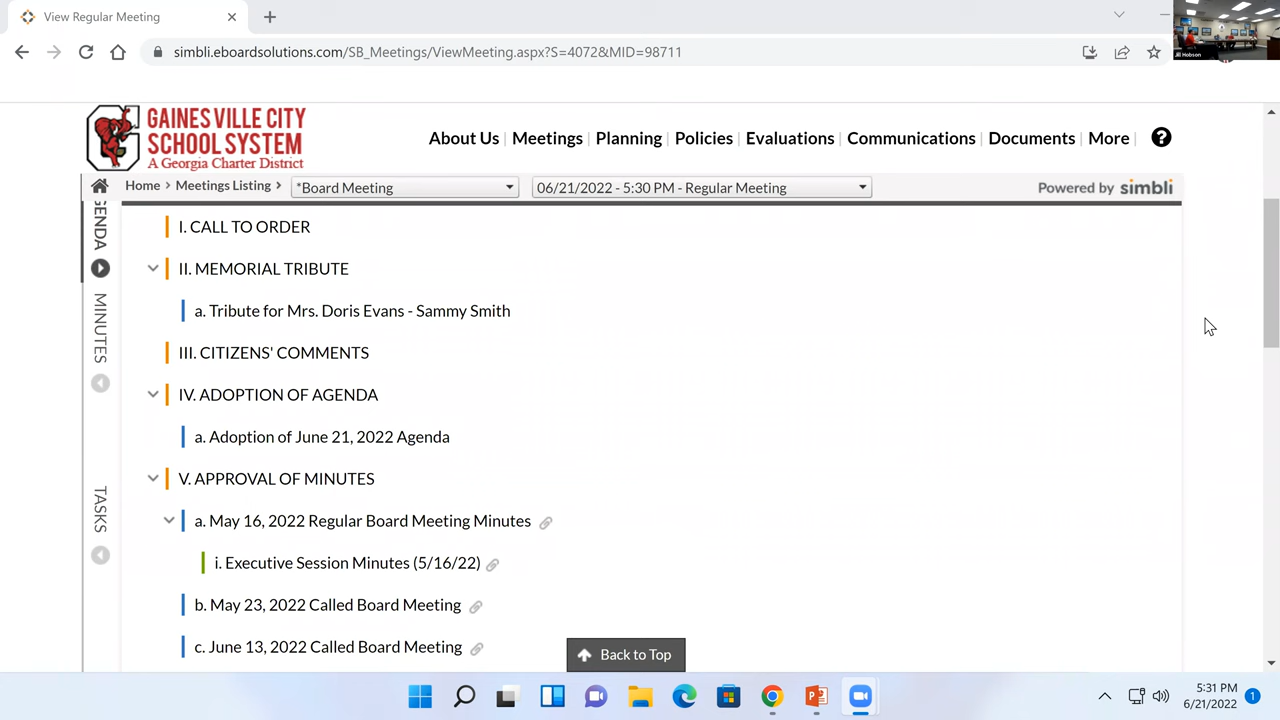 View Regular Meeting
simbli.eboardsolutions.com/SB_Meetings/ViewMeeting.aspx?S=4072&MID=98711
Jill Hobson
GAINESVILLE CITY
SCHOOL SYSTEM
A Georgia Charter District
About Us | Meetings | Planning | Policies | Evaluations | Communications | Documents | More | ?
Home > Meetings Listing > *Board Meeting 06/21/2022 - 5:30 PM - Regular Meeting Powered by simbli
ENDA
MINUTES
TASKS
I. CALL TO ORDER
II. MEMORIAL TRIBUTE
a. Tribute for Mrs. Doris Evans - Sammy Smith
III. CITIZENS' COMMENTS
IV. ADOPTION OF AGENDA
a. Adoption of June 21, 2022 Agenda
V. APPROVAL OF MINUTES
a. May 16, 2022 Regular Board Meeting Minutes
i. Executive Session Minutes (5/16/22)
b. May 23, 2022 Called Board Meeting
c. June 13, 2022 Called Board Meeting
Back to Top
5:31 PM
6/21/2022
1